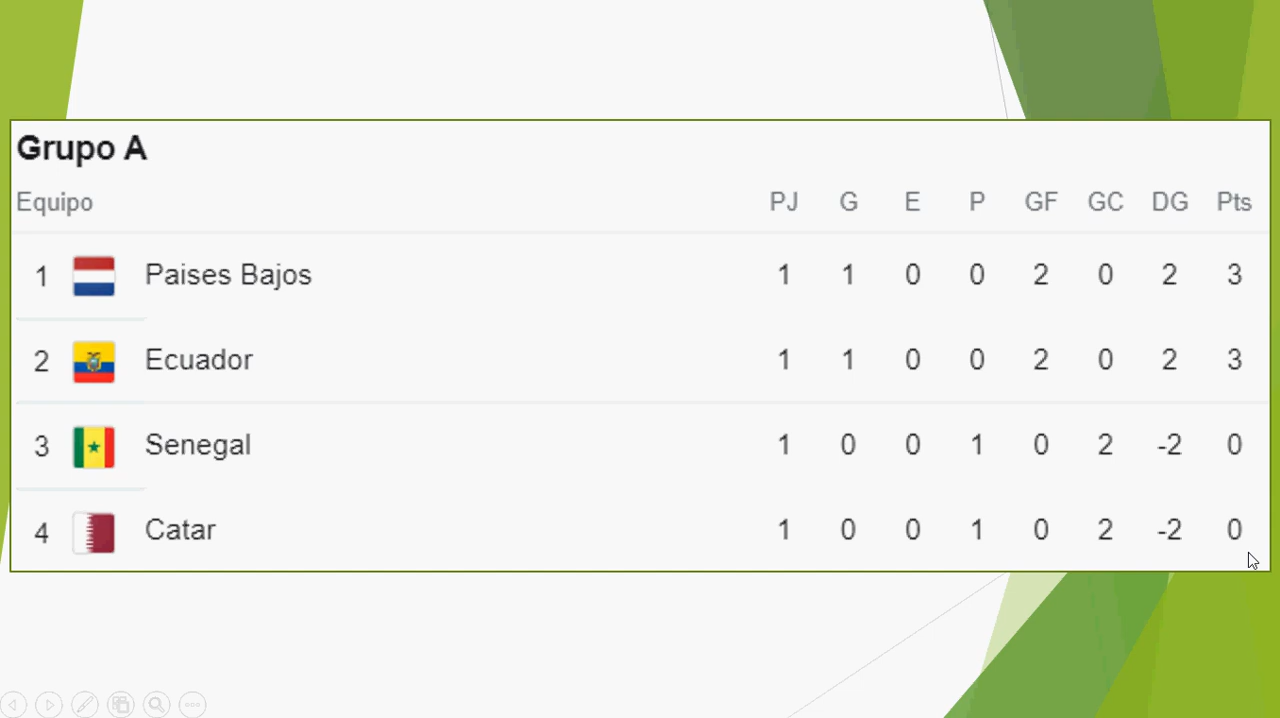 Grupo A
Equipo PJ G E P GF GC DG Pts
1 Paises Bajos 1 1 0 0 2 0 2 3
2 Ecuador 1 1 0 0 2 0 2 3
3 Senegal 1 0 0 1 0 2 -2 0
4 Catar 1 0 0 1 0 2 -2 0